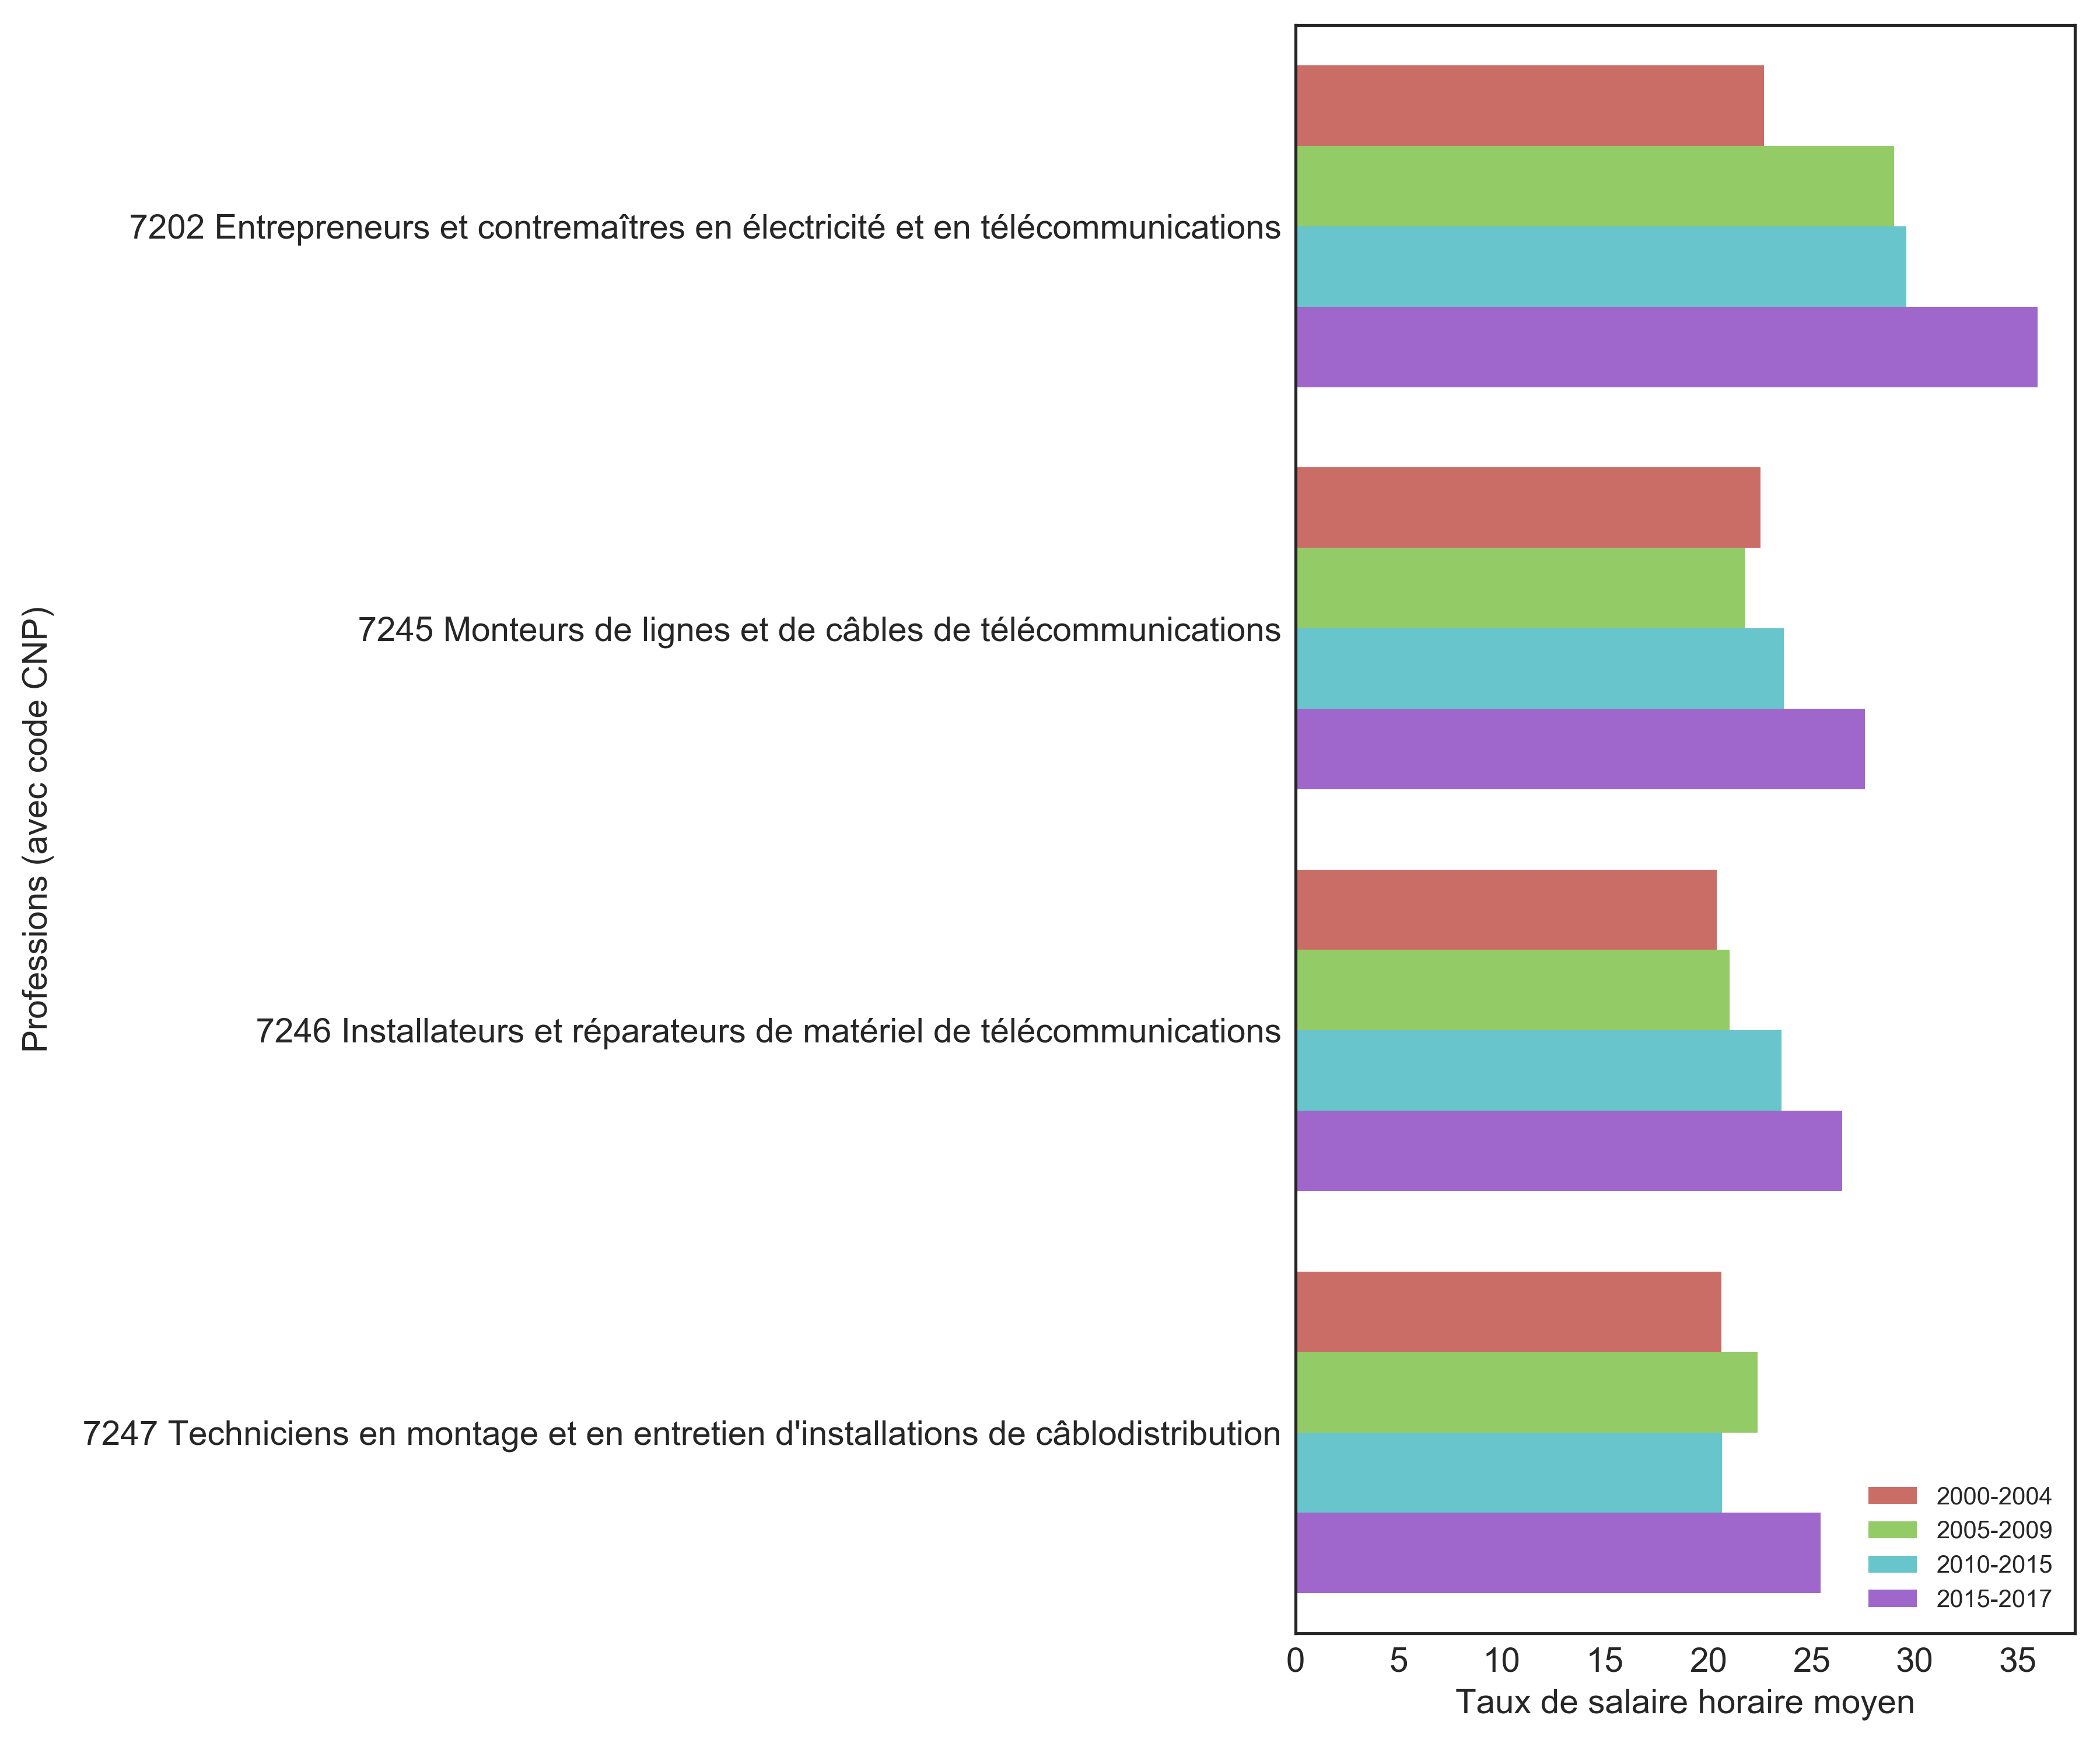 7202 Entrepreneurs et contremaîtres en électricité et en télécommunications
7245 Monteurs de lignes et de câbles de télécommunications
7246 Installateurs et réparateurs de matériel de télécommunications
7247 Techniciens en montage et en entretien d'installations de câblodistribution
Professions (avec code CNP)
2000-2004
2005-2009
2010-2015
2015-2017
0 5 10 15 20 25 30 35
Taux de salaire horaire moyen